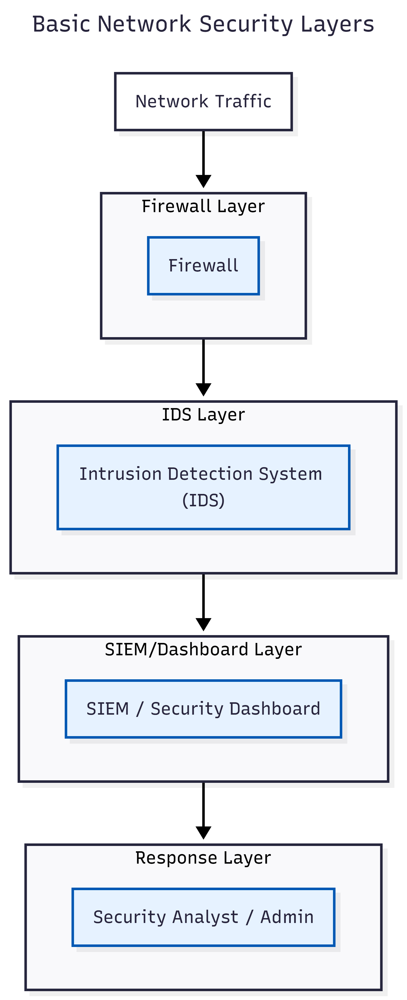 Basic Network Security Layers
Network Traffic
Firewall Layer
Firewall
IDS Layer
Intrusion Detection System
(IDS)
SIEM/Dashboard Layer
SIEM / Security Dashboard
Response Layer
Security Analyst / Admin